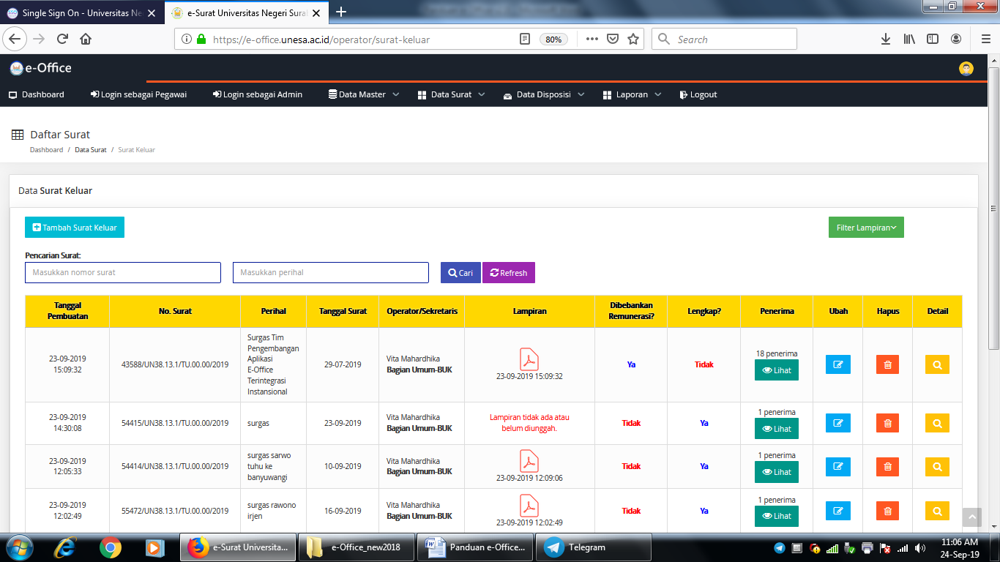 Single Sign On - Universitas Ne
e-Surat Universitas Negeri Sural
https://e-office.unesa.ac.id/operator/surat-keluar
80%
Search
e-Office
Dashboard
Login sebagai Pegawai
Login sebagai Admin
Data Master
Data Surat
Data Disposisi
Laporan
Logout
Daftar Surat
Dashboard / Data Surat / Surat Keluar
Data Surat Keluar
Tambah Surat Keluar
Filter Lampiran
Pencarian Surat:
Masukkan nomor surat
Masukkan perihal
Cari
Refresh
Tanggal
Pembuatan
No. Surat
Perihal
Tanggal Surat
Operator/Sekretaris
Lampiran
Dibebankan
Remunerasi?
Lengkap?
Penerima
Ubah
Hapus
Detail
23-09-2019
15:09:32
43588/UN38.13.1/TU.00.00/2019
Surgas Tim
Pengembangan
Aplikasi
E-Office
Terintegrasi
Instansional
29-07-2019
Vita Mahardhika
Bagian Umum-BUK
23-09-2019 15:09:32
Ya
Tidak
18 penerima
Lihat
23-09-2019
14:30:08
54415/UN38.13.1/TU.00.00/2019
surgas
23-09-2019
Vita Mahardhika
Bagian Umum-BUK
Lampiran tidak ada atau
belum diunggah.
Tidak
Ya
1 penerima
Lihat
23-09-2019
12:05:33
54414/UN38.13.1/TU.00.00/2019
surgas sarwo
tuhu ke
banyuwangi
10-09-2019
Vita Mahardhika
Bagian Umum-BUK
23-09-2019 12:09:06
Tidak
Ya
1 penerima
Lihat
23-09-2019
12:02:49
55472/UN38.13.1/TU.00.00/2019
surgas rawono
irjen
16-09-2019
Vita Mahardhika
Bagian Umum-BUK
23-09-2019 12:02:49
Tidak
Ya
1 penerima
Lihat
e-Surat Universita...
e-Office_new2018
Panduan e-Office...
Telegram
11:06 AM
24-Sep-19